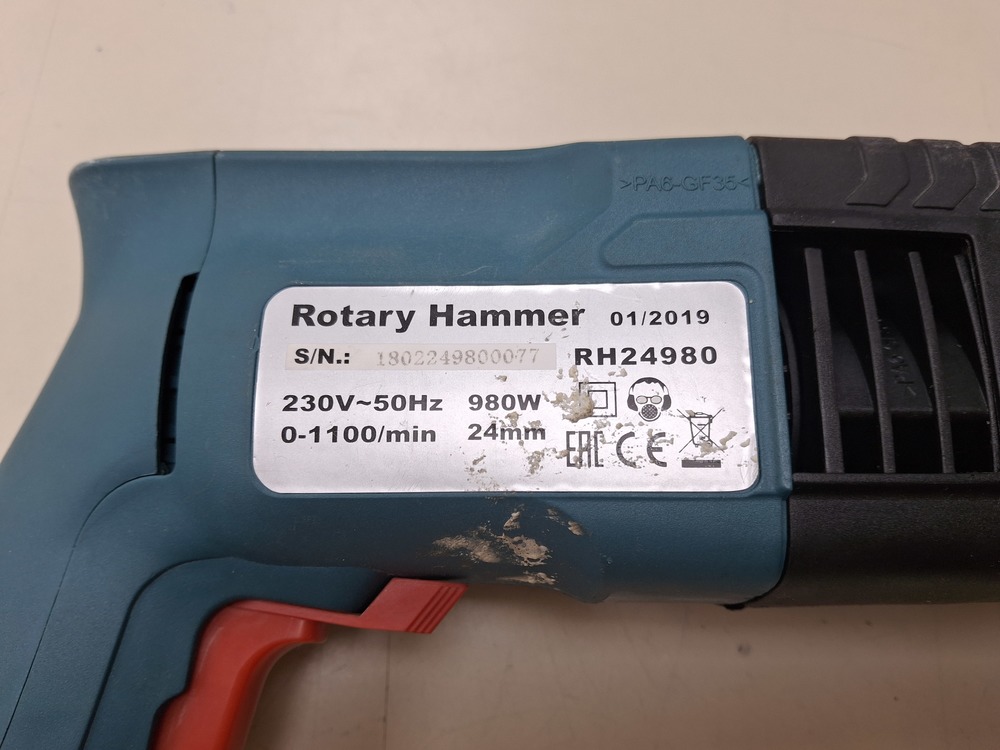 >PA6-GF35<
Rotary Hammer 01/2019
S/N.: 1802249800077 RH24980
230V~50Hz 980W
0-1100/min 24mm
EAC CE